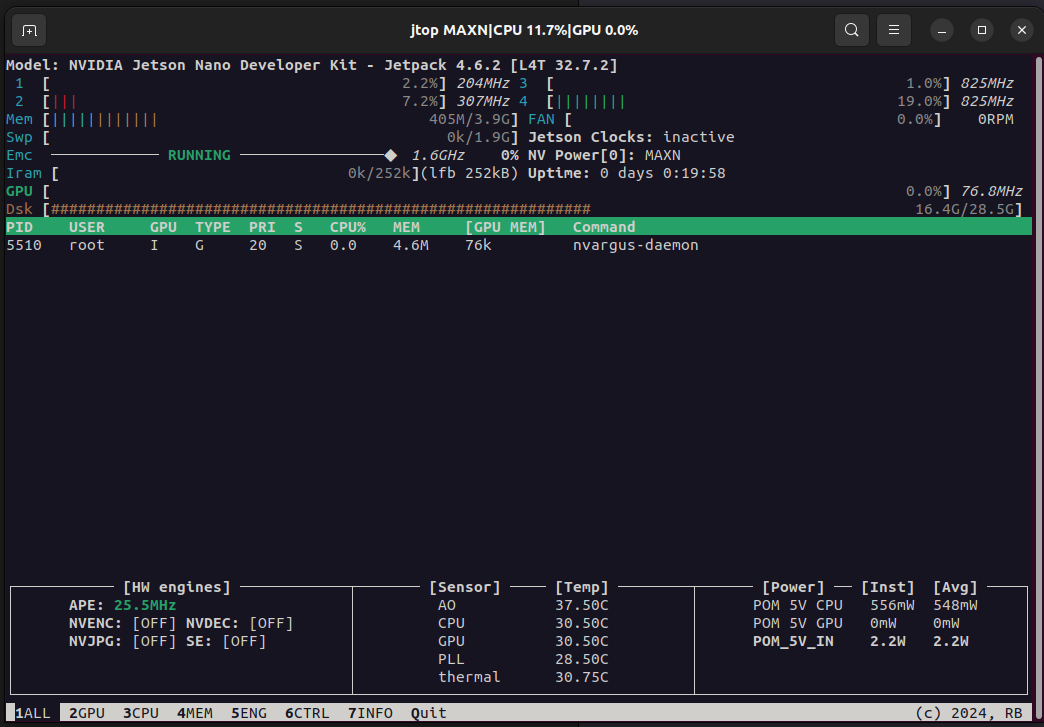 jtop MAXN|CPU 11.7%|GPU 0.0%
Model: NVIDIA Jetson Nano Developer Kit - Jetpack 4.6.2 [L4T 32.7.2]
1 [ 2.2%] 204MHz 3 [ 1.0%] 825MHz
2 [||| 7.2%] 307MHz 4 [|||||||| 19.0%] 825MHz
Mem [|||||||||||| 405M/3.9G] FAN [ 0.0%] 0RPM
Swp [ 0k/1.9G] Jetson Clocks: inactive
Emc RUNNING 1.6GHz 0% NV Power[0]: MAXN
Iram [ 0k/252k](lfb 252kB) Uptime: 0 days 0:19:58
GPU [ 0.0%] 76.8MHz
Dsk [############################################################ 16.4G/28.5G]
PID USER GPU TYPE PRI S CPU% MEM [GPU MEM] Command
5510 root I G 20 S 0.0 4.6M 76k nvargus-daemon
[HW engines] [Sensor] [Temp] [Power] [Inst] [Avg]
APE: 25.5MHz AO 37.50C POM 5V CPU 556mW 548mW
NVENC: [OFF] NVDEC: [OFF] CPU 30.50C POM 5V GPU 0mW 0mW
NVJPG: [OFF] SE: [OFF] GPU 30.50C POM_5V_IN 2.2W 2.2W
PLL 28.50C
thermal 30.75C
1ALL 2GPU 3CPU 4MEM 5ENG 6CTRL 7INFO Quit (c) 2024, RB